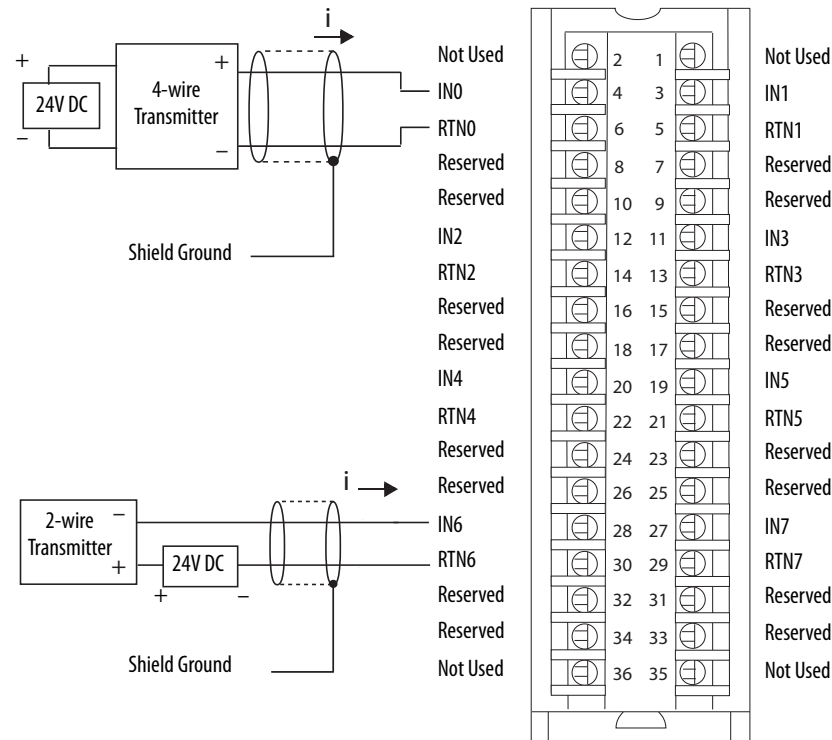 i
Not Used 2 1 Not Used
+ + 4-wire Transmitter 24V DC IN0 4 3 IN1
− − RTN0 6 5 RTN1
Reserved 8 7 Reserved
Reserved 10 9 Reserved
Shield Ground IN2 12 11 IN3
RTN2 14 13 RTN3
Reserved 16 15 Reserved
Reserved 18 17 Reserved
IN4 20 19 IN5
RTN4 22 21 RTN5
Reserved 24 23 Reserved
i Reserved 26 25 Reserved
2-wire Transmitter − IN6 28 27 IN7
+ 24V DC + − RTN6 30 29 RTN7
Reserved 32 31 Reserved
Reserved 34 33 Reserved
Shield Ground Not Used 36 35 Not Used